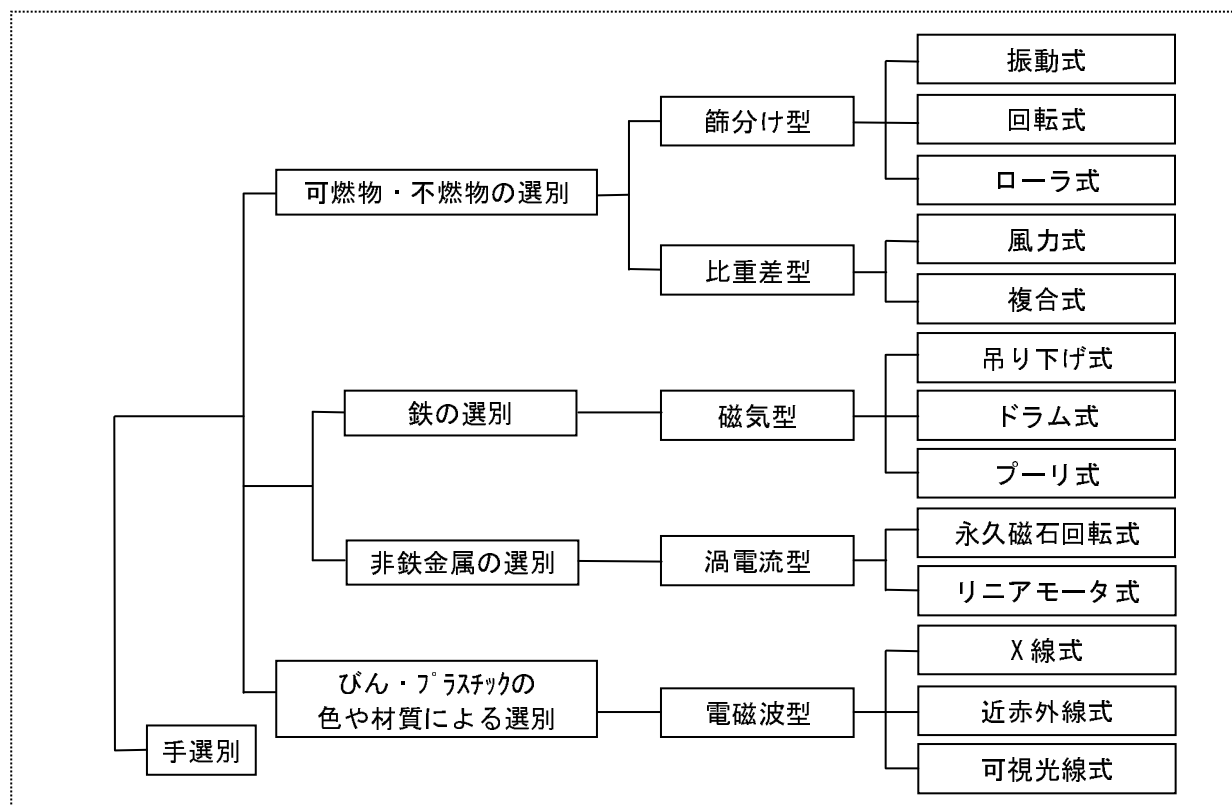 振動式
篩分け型
回転式
ローラ式
可燃物・不燃物の選別
風力式
比重差型
複合式
吊り下げ式
鉄の選別
磁気型
ドラム式
プーリ式
永久磁石回転式
非鉄金属の選別
渦電流型
リニアモータ式
X線式
びん・ﾌﾟﾗｽﾁｯｸの
色や材質による選別
電磁波型
近赤外線式
手選別
可視光線式